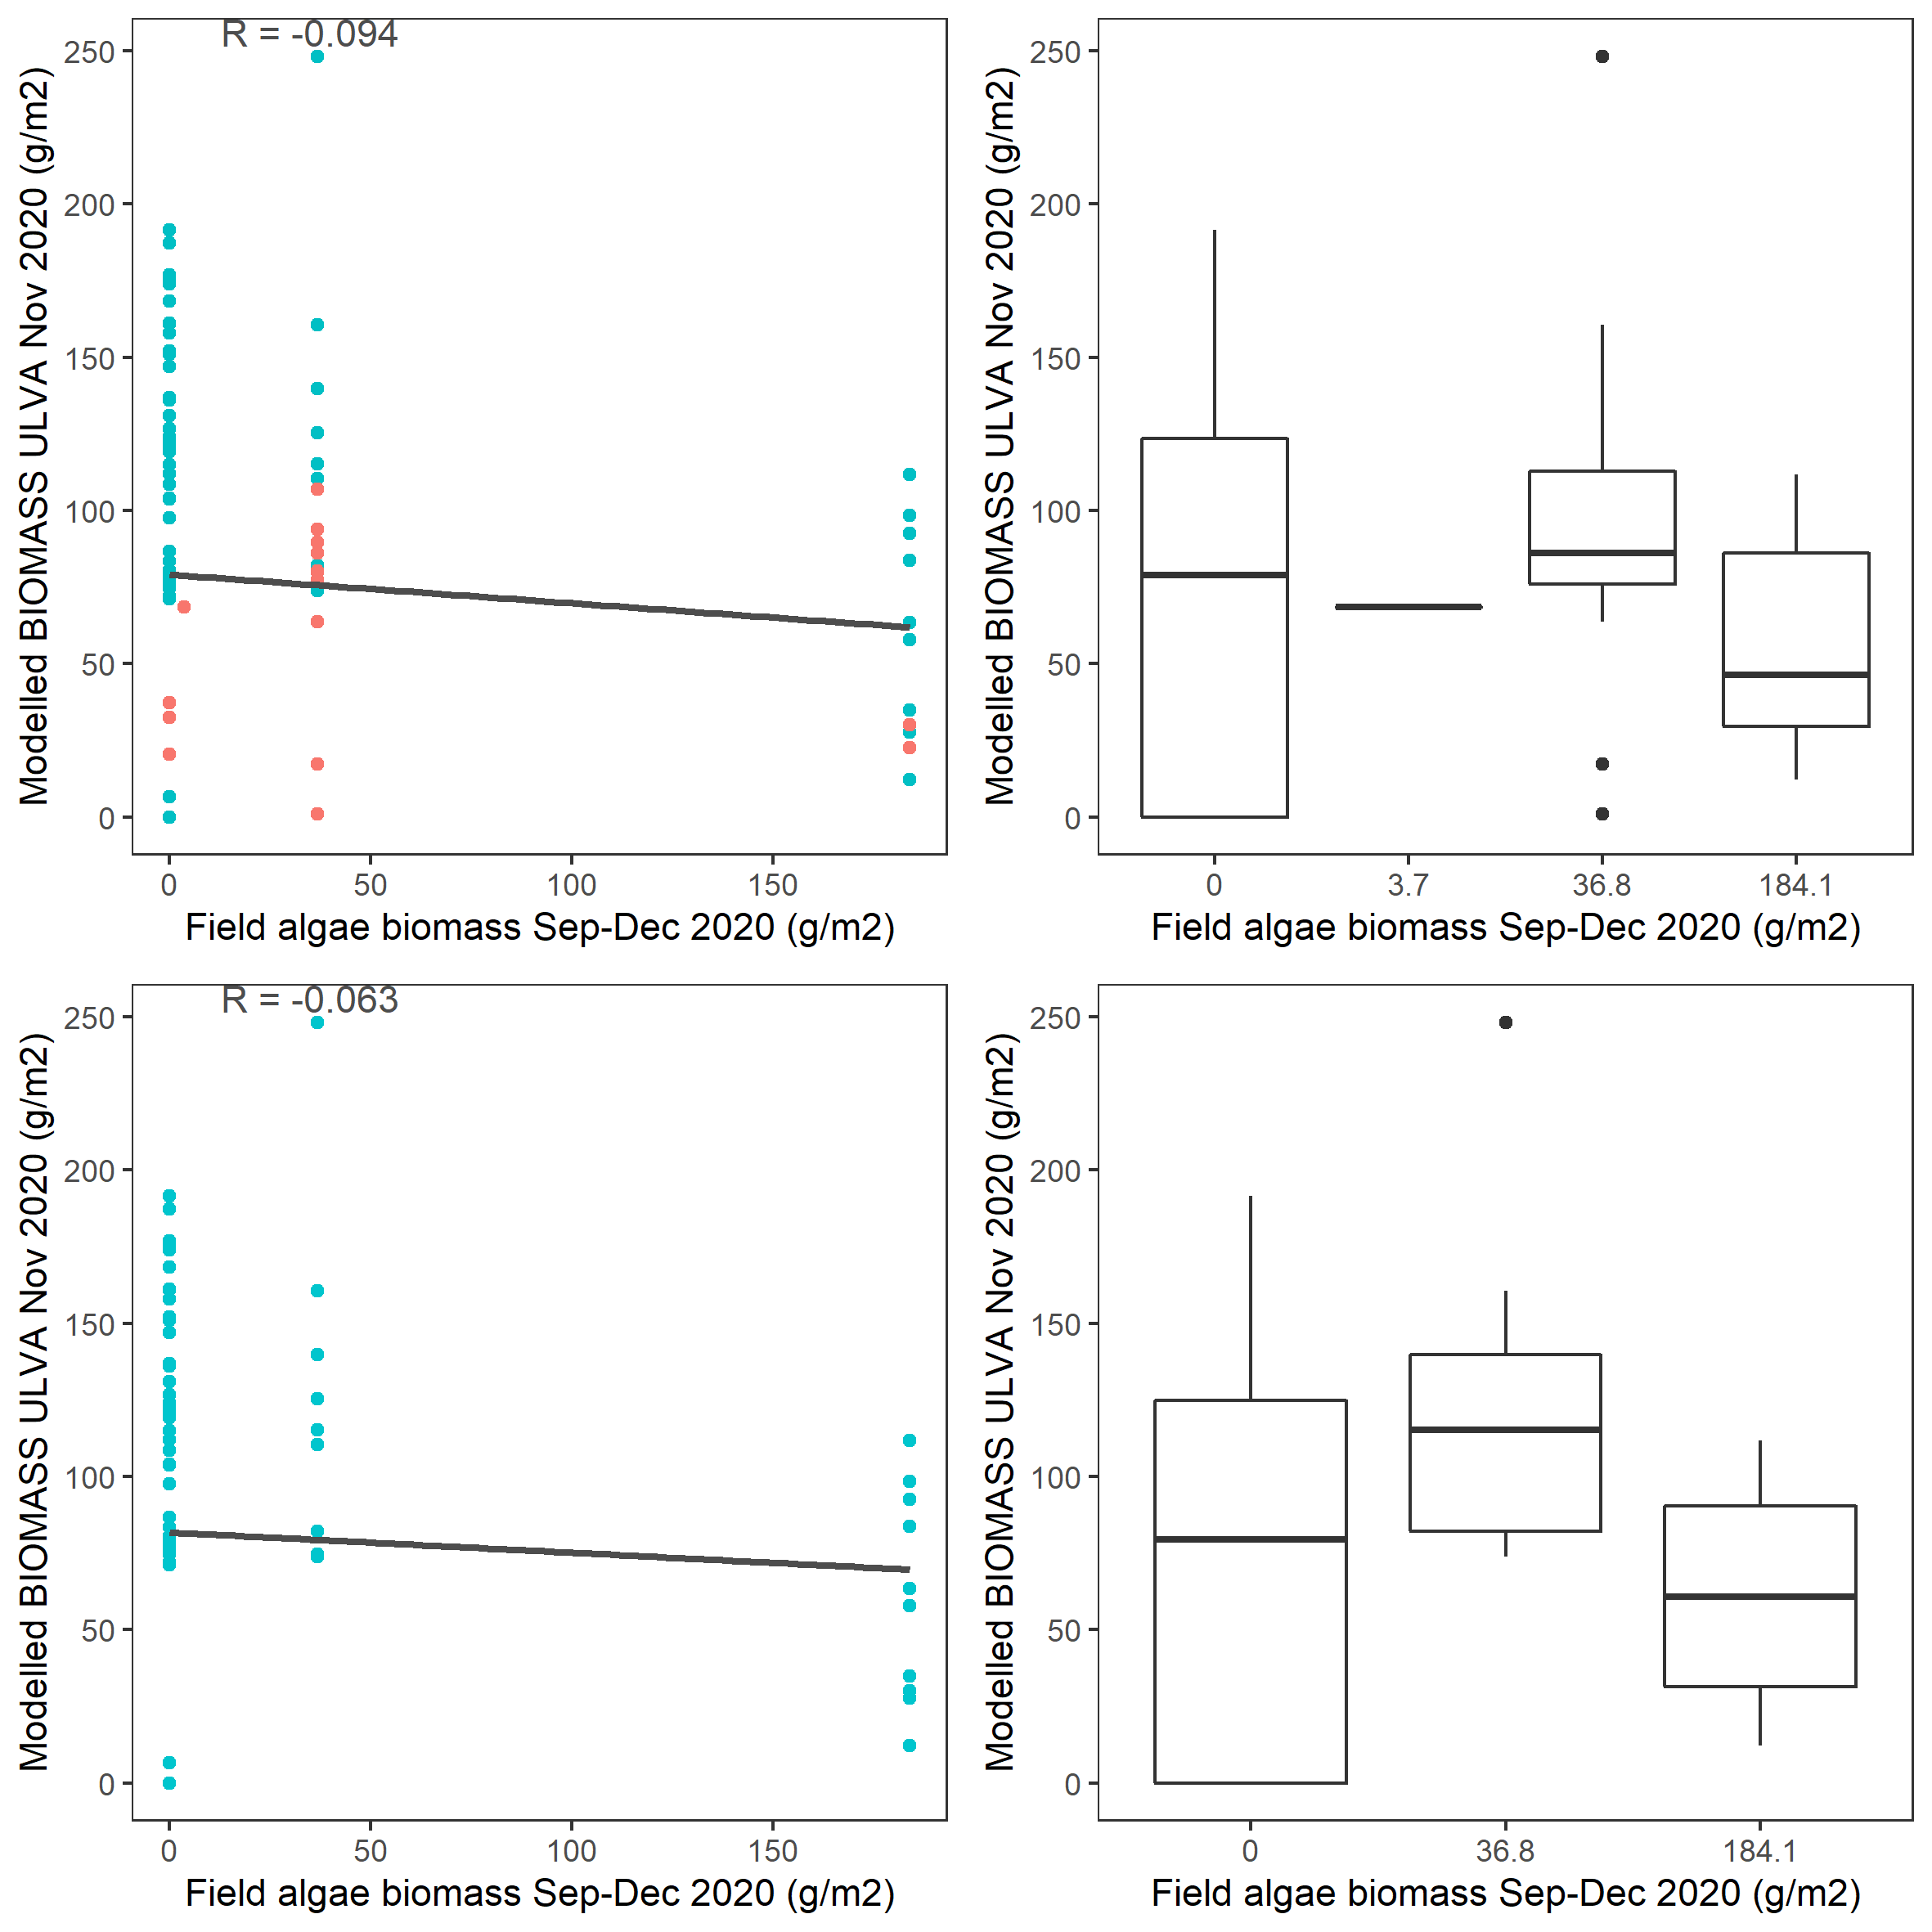 R = -0.094
Modelled BIOMASS ULVA Nov 2020 (g/m2)
250
200
150
100
50
0
0 50 100 150
Field algae biomass Sep-Dec 2020 (g/m2)
Modelled BIOMASS ULVA Nov 2020 (g/m2)
250
200
150
100
50
0
0 3.7 36.8 184.1
Field algae biomass Sep-Dec 2020 (g/m2)
R = -0.063
Modelled BIOMASS ULVA Nov 2020 (g/m2)
250
200
150
100
50
0
0 50 100 150
Field algae biomass Sep-Dec 2020 (g/m2)
Modelled BIOMASS ULVA Nov 2020 (g/m2)
250
200
150
100
50
0
0 36.8 184.1
Field algae biomass Sep-Dec 2020 (g/m2)